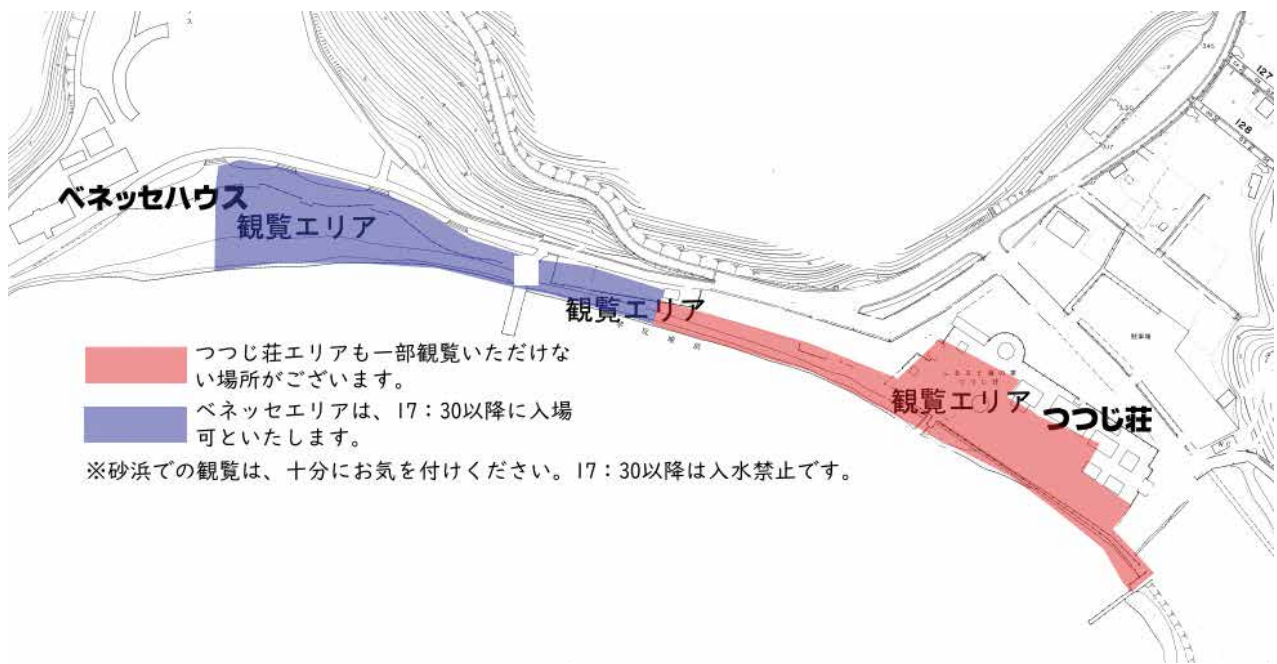 ベネッセハウス
観覧エリア
観覧エリア
観覧エリア
つつじ荘
駐車場
127
128
つつじ荘エリアも一部観覧いただけな
い場所がございます。
ベネッセエリアは、17：30以降に入場
可といたします。
※砂浜での観覧は、十分にお気を付けください。17：30以降は入水禁止です。